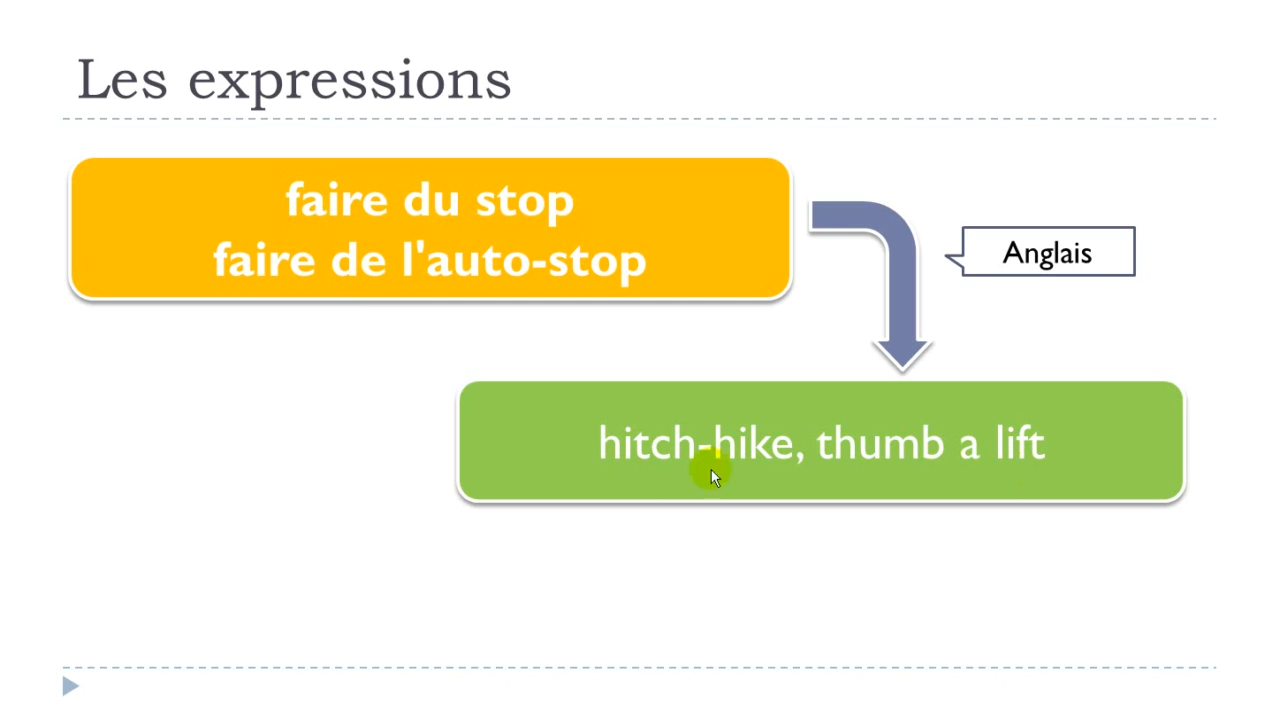 Les expressions
faire du stop
faire de l'auto-stop
Anglais
hitch-hike, thumb a lift